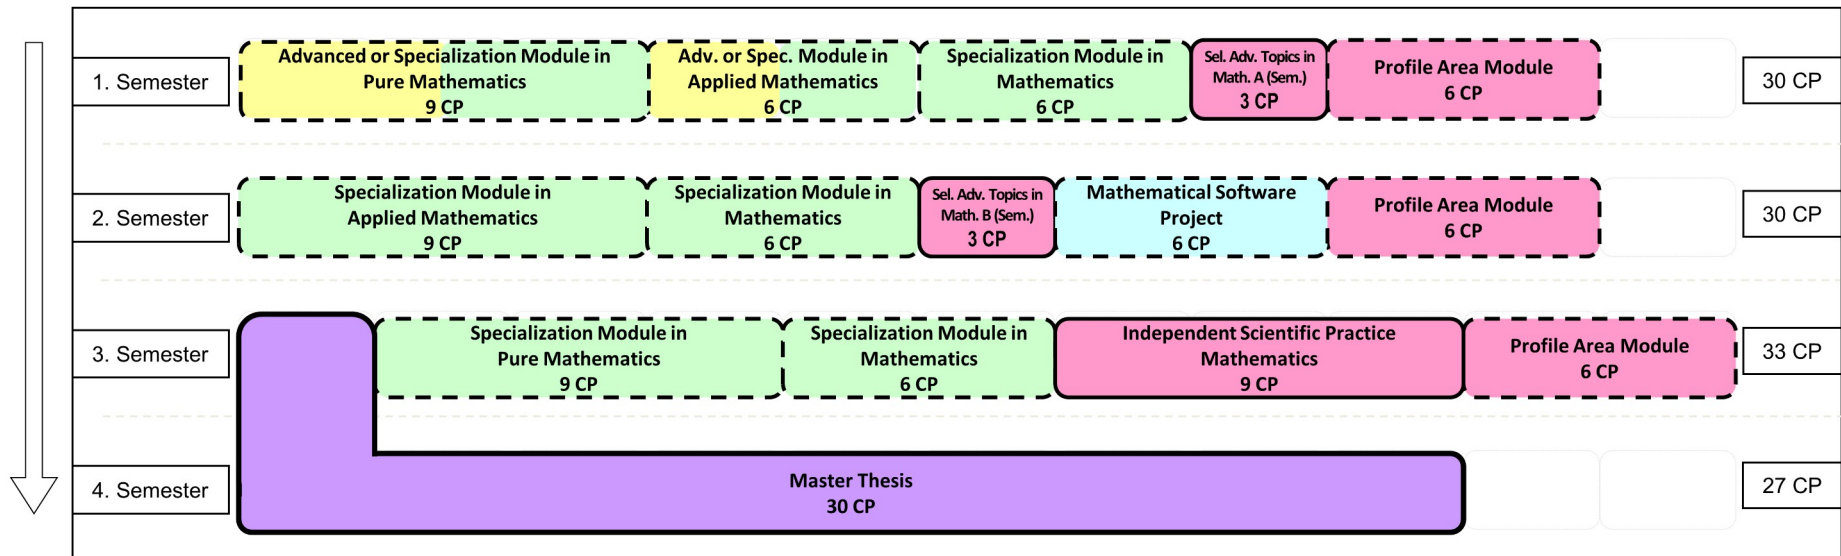 1. Semester
Advanced or Specialization Module in
Pure Mathematics
9 CP
Adv. or Spec. Module in
Applied Mathematics
6 CP
Specialization Module in
Mathematics
6 CP
Sel. Adv. Topics in
Math. A (Sem.)
3 CP
Profile Area Module
6 CP
30 CP
2. Semester
Specialization Module in
Applied Mathematics
9 CP
Specialization Module in
Mathematics
6 CP
Sel. Adv. Topics in
Math. B (Sem.)
3 CP
Mathematical Software
Project
6 CP
Profile Area Module
6 CP
30 CP
3. Semester
Specialization Module in
Pure Mathematics
9 CP
Specialization Module in
Mathematics
6 CP
Independent Scientific Practice
Mathematics
9 CP
Profile Area Module
6 CP
33 CP
4. Semester
Master Thesis
30 CP
27 CP